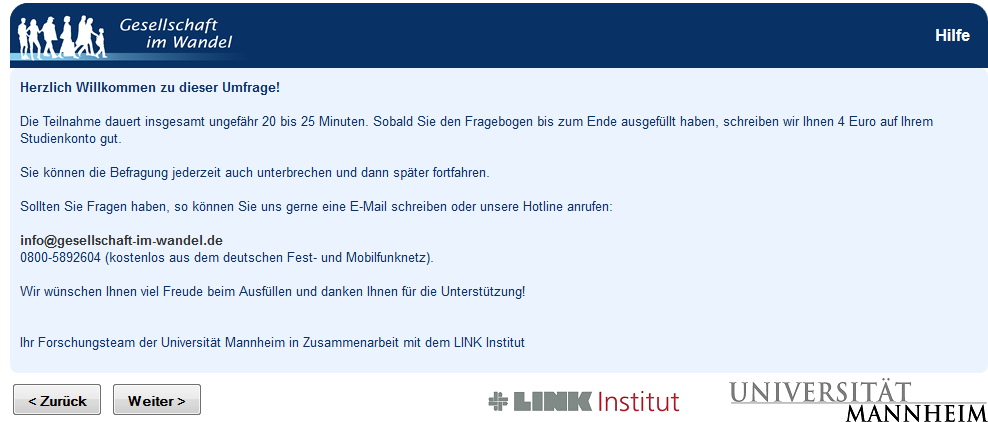 Gesellschaft
im Wandel
Hilfe
Herzlich Willkommen zu dieser Umfrage!
Die Teilnahme dauert insgesamt ungefähr 20 bis 25 Minuten. Sobald Sie den Fragebogen bis zum Ende ausgefüllt haben, schreiben wir Ihnen 4 Euro auf Ihrem
Studienkonto gut.
Sie können die Befragung jederzeit auch unterbrechen und dann später fortfahren.
Sollten Sie Fragen haben, so können Sie uns gerne eine E-Mail schreiben oder unsere Hotline anrufen:
info@gesellschaft-im-wandel.de
0800-5892604 (kostenlos aus dem deutschen Fest- und Mobilfunknetz).
Wir wünschen Ihnen viel Freude beim Ausfüllen und danken Ihnen für die Unterstützung!
Ihr Forschungsteam der Universität Mannheim in Zusammenarbeit mit dem LINK Institut
< Zurück
Weiter >
LINK Institut
UNIVERSITÄT
MANNHEIM